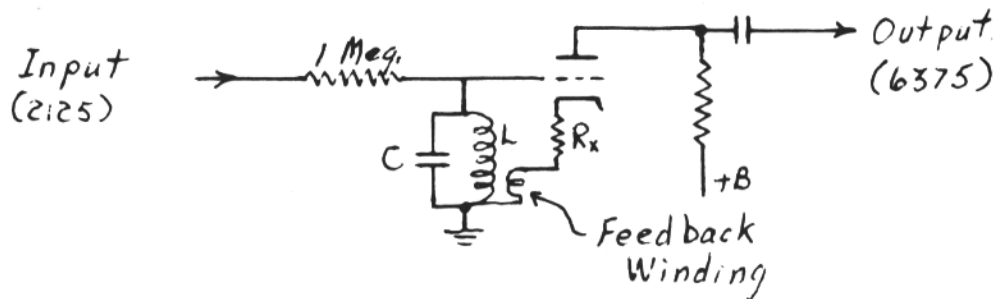 Input
(2125)
1 Meg.
C
L
Rx
+B
Output
(6375)
Feedback
Winding